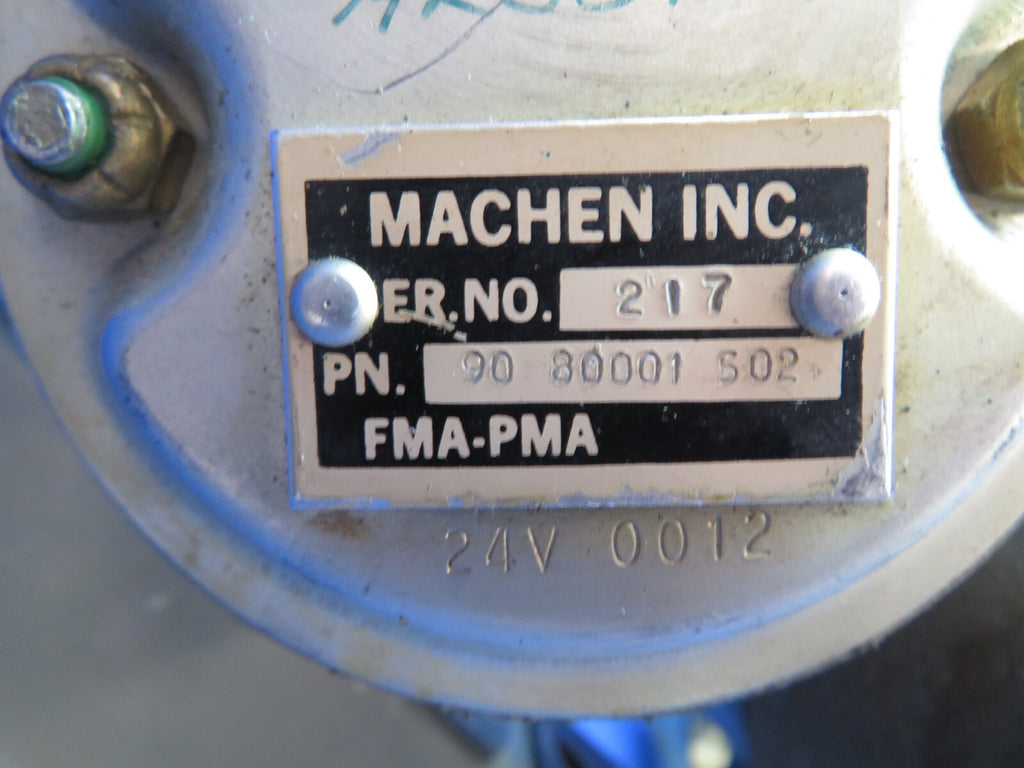 MACHEN INC.
ER.NO. 217
PN. 90 80001 502
FMA-PMA
24V 0012